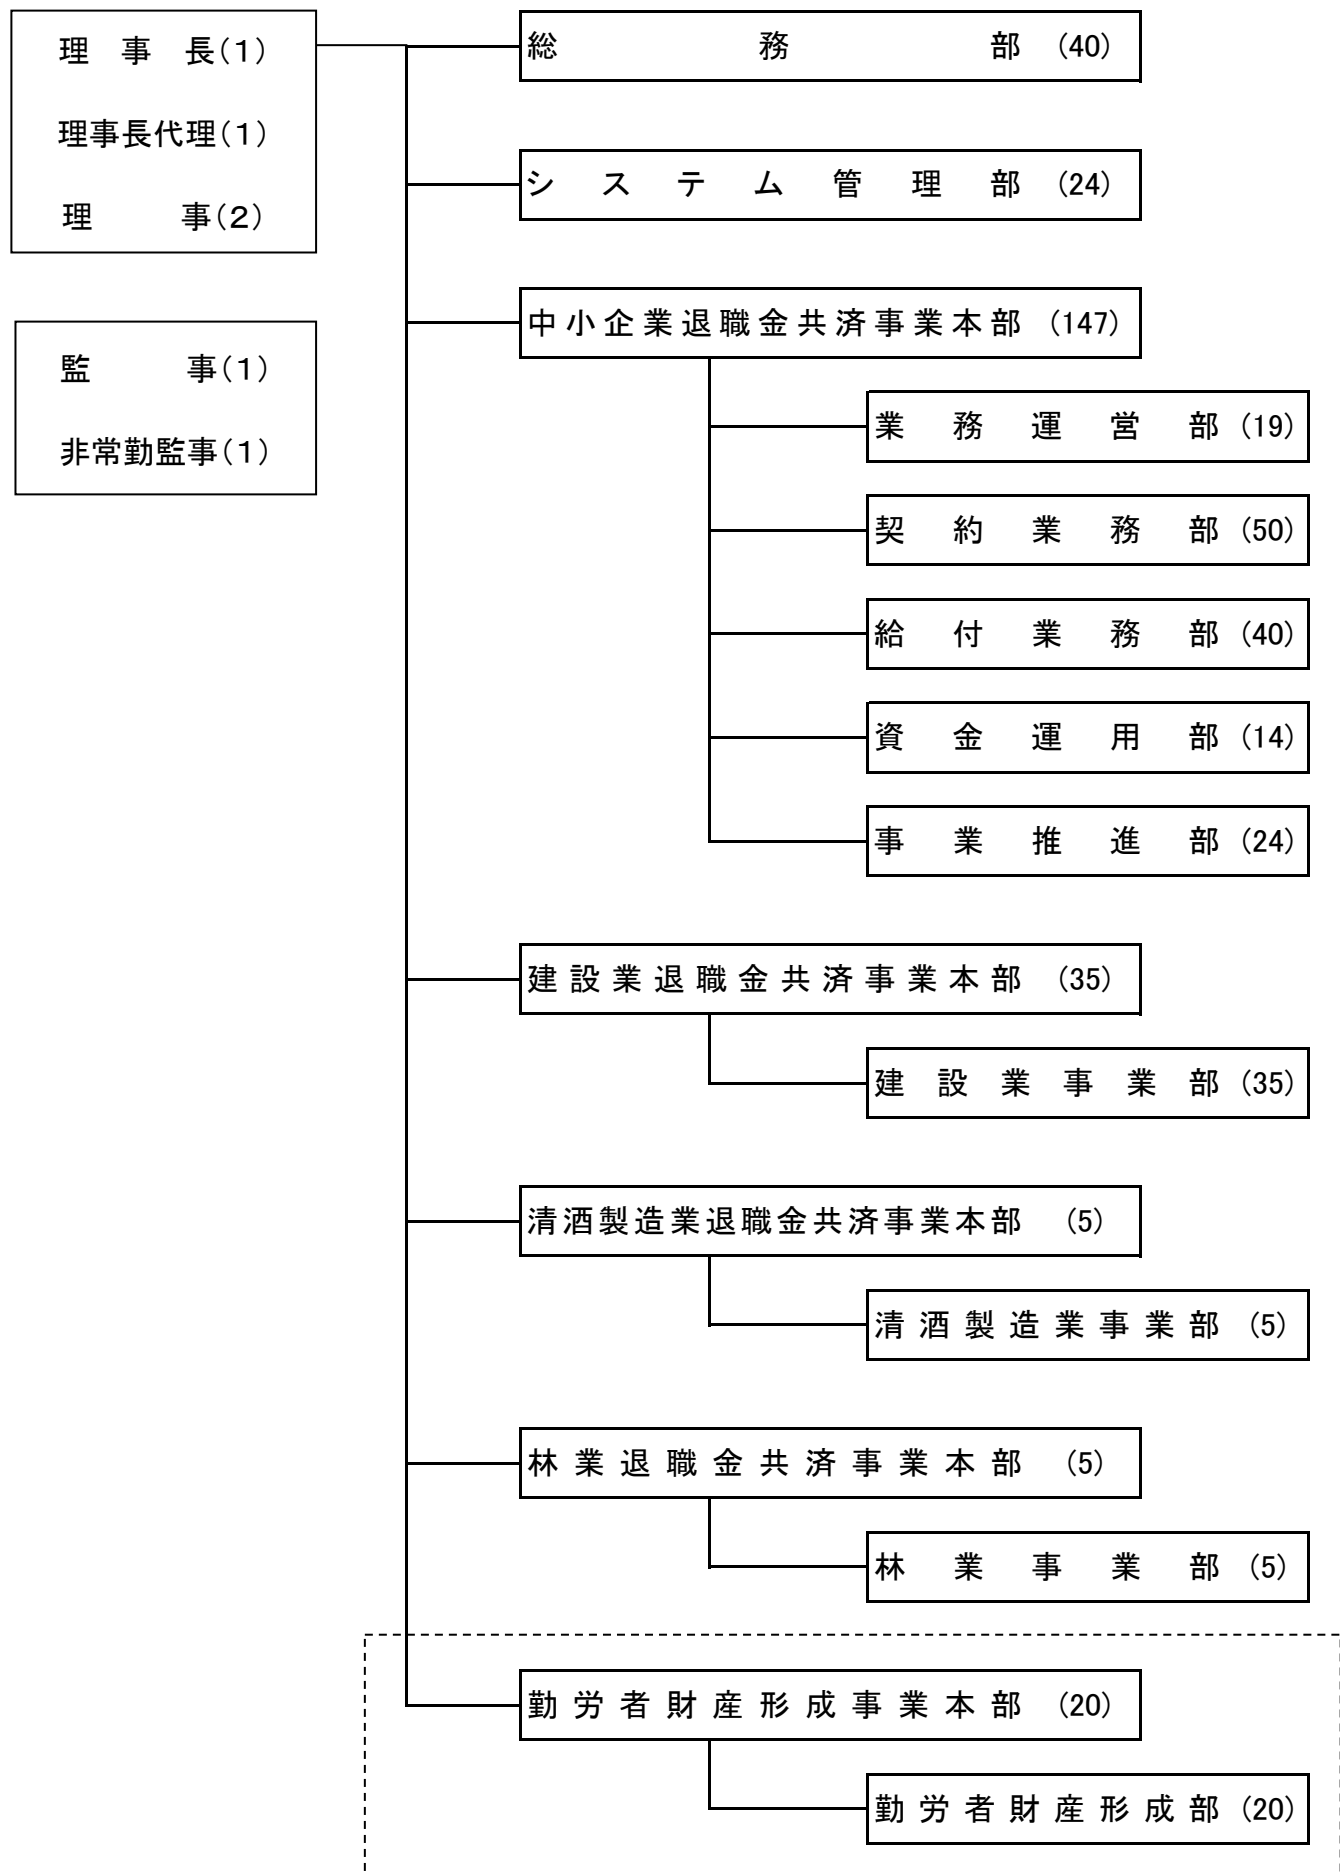 理事長(1)
理事長代理(1)
理事(2)
監事(1)
非常勤監事(1)
総務部 (40)
システム管理部 (24)
中小企業退職金共済事業本部 (147)
業務運営部 (19)
契約業務部 (50)
給付業務部 (40)
資金運用部 (14)
事業推進部 (24)
建設業退職金共済事業本部 (35)
建設業事業部 (35)
清酒製造業退職金共済事業本部 (5)
清酒製造業事業部 (5)
林業退職金共済事業本部 (5)
林業事業部 (5)
勤労者財産形成事業本部 (20)
勤労者財産形成部 (20)